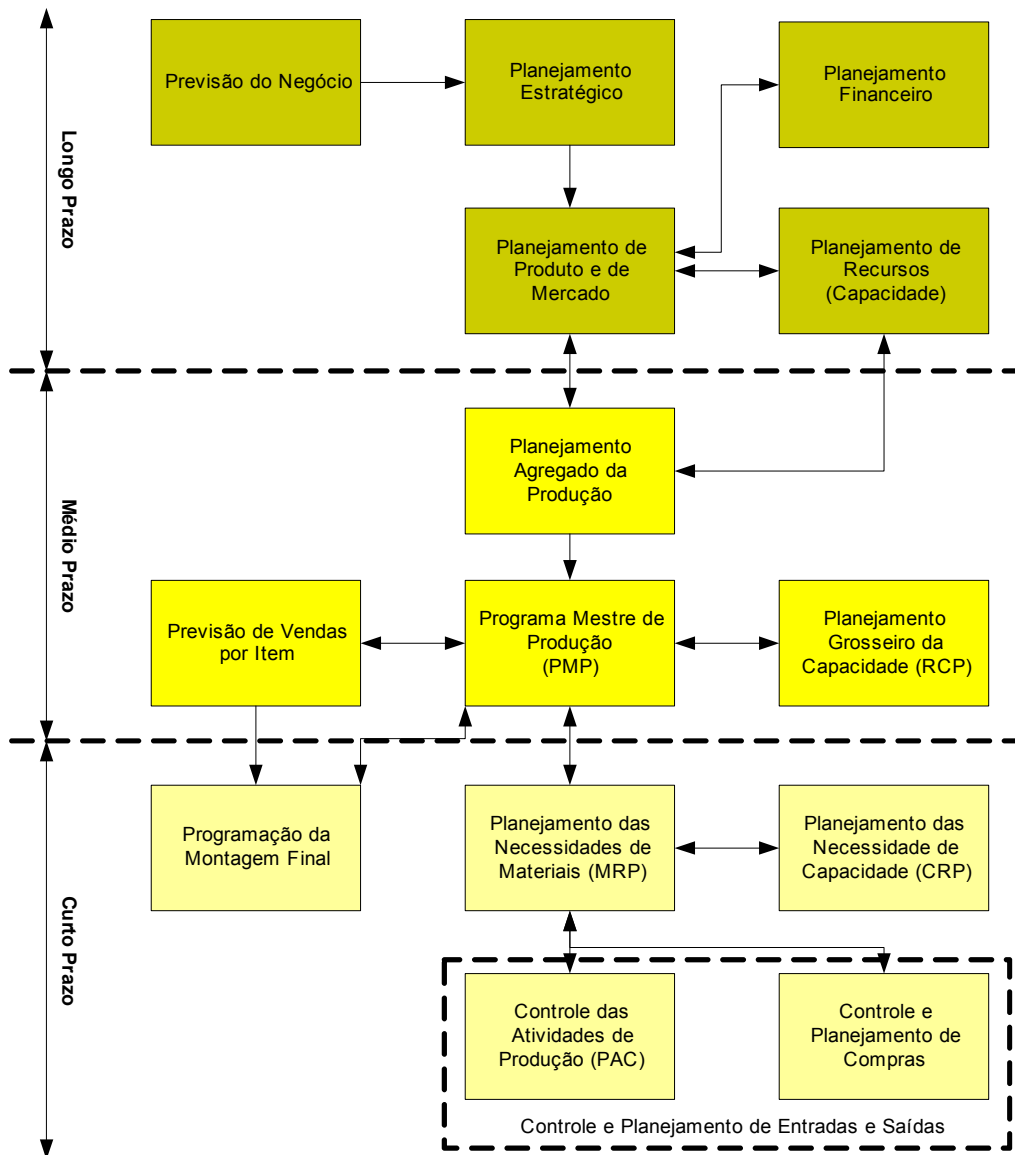 Previsão do Negócio
Planejamento
Estratégico
Planejamento
Financeiro
Longo Prazo
Planejamento de
Produto e de
Mercado
Planejamento de
Recursos
(Capacidade)
Planejamento
Agregado da
Produção
Médio Prazo
Previsão de Vendas
por Item
Programa Mestre de
Produção
(PMP)
Planejamento
Grosseiro da
Capacidade (RCP)
Programação da
Montagem Final
Planejamento das
Necessidades de
Materiais (MRP)
Planejamento das
Necessidade de
Capacidade (CRP)
Curto Prazo
Controle das
Atividades de
Produção (PAC)
Controle e
Planejamento de
Compras
Controle e Planejamento de Entradas e Saídas